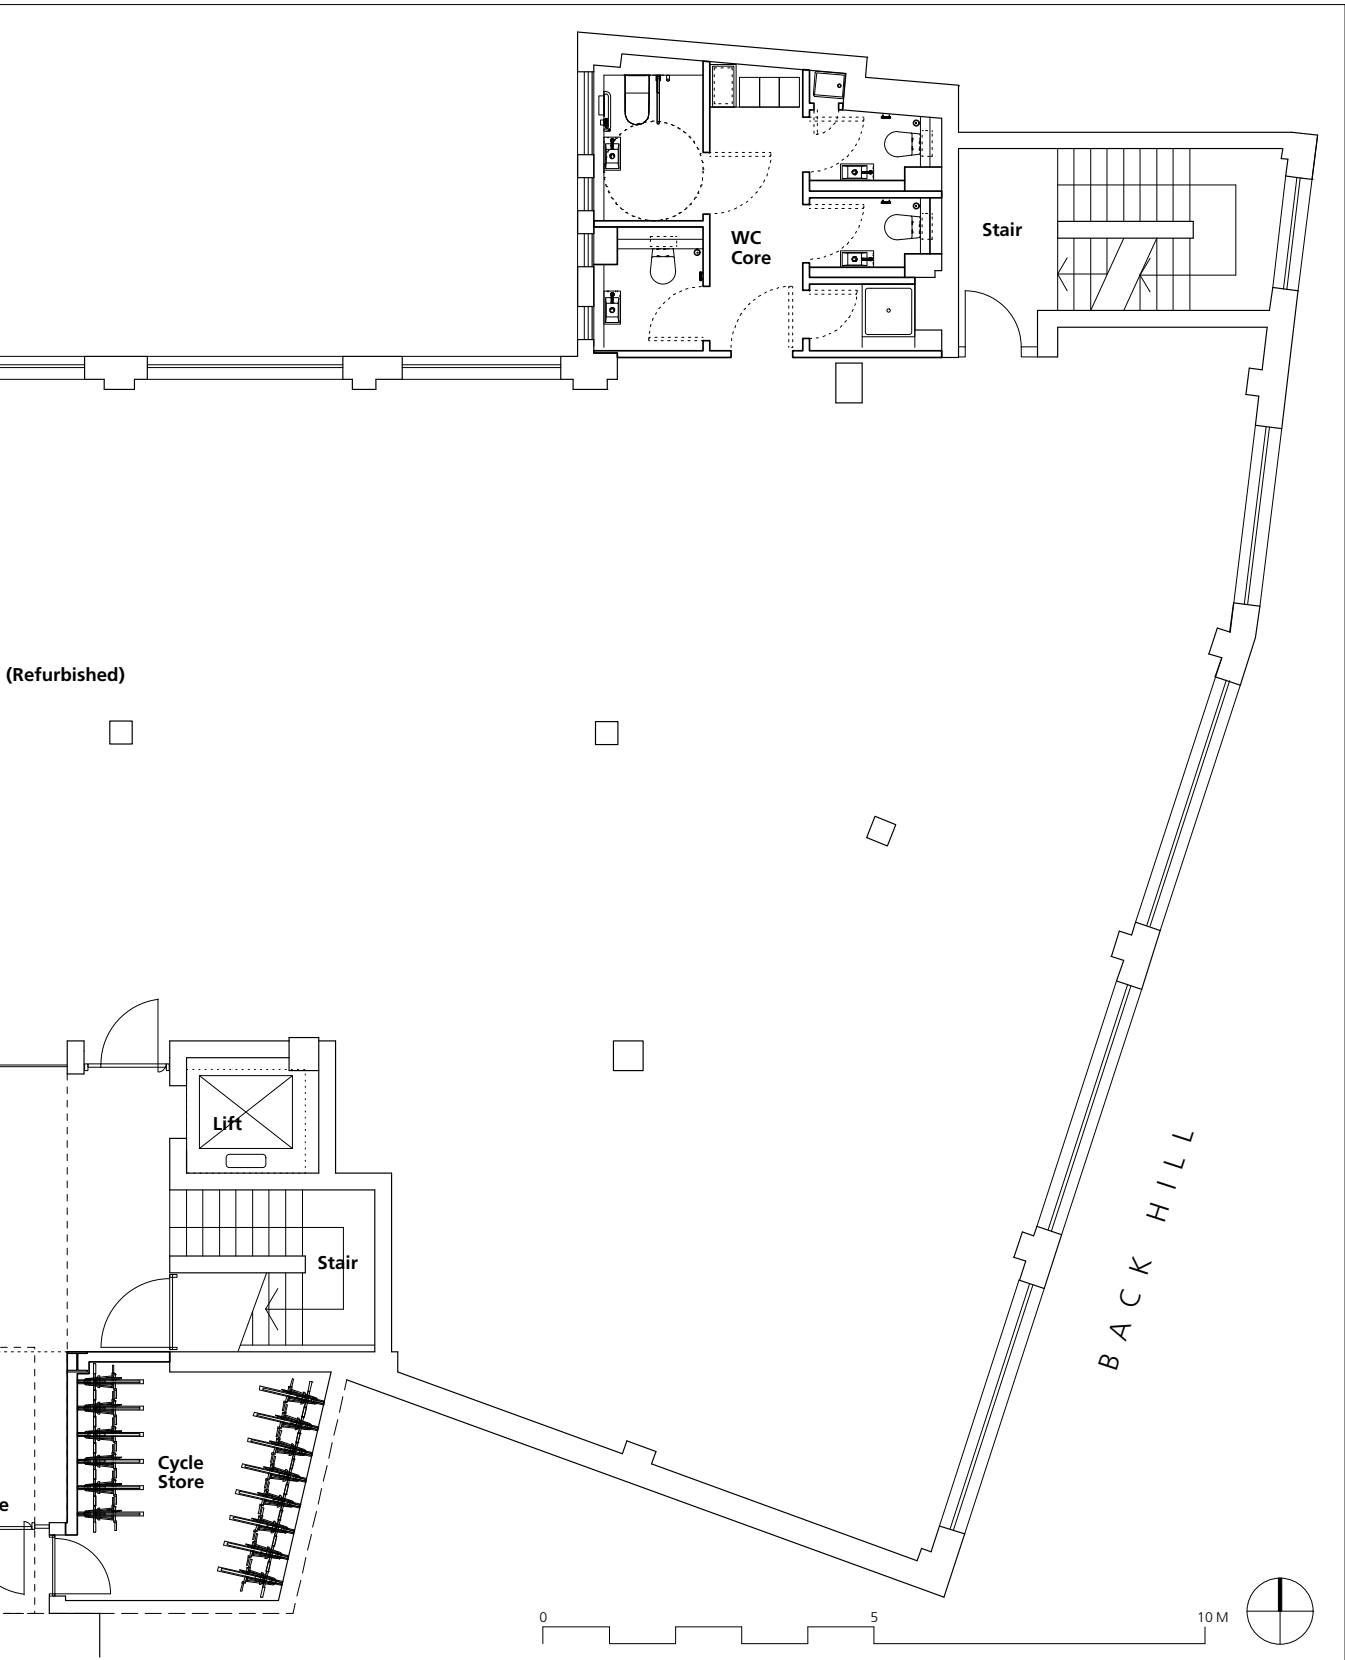 WC
Core
Stair
(Refurbished)
Lift
Stair
BACK HILL
Cycle
Store
e
0 5 10 M